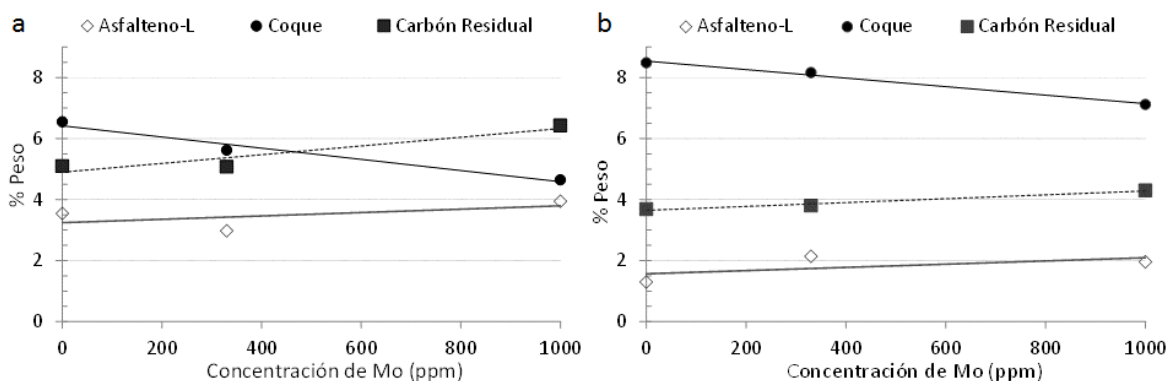 a
Asfalteno-L Coque Carbón Residual
8
6
4
2
0
% Peso
0 200 400 600 800 1000
Concentración de Mo (ppm)
b
Asfalteno-L Coque Carbón Residual
8
6
4
2
0
% Peso
0 200 400 600 800 1000
Concentración de Mo (ppm)